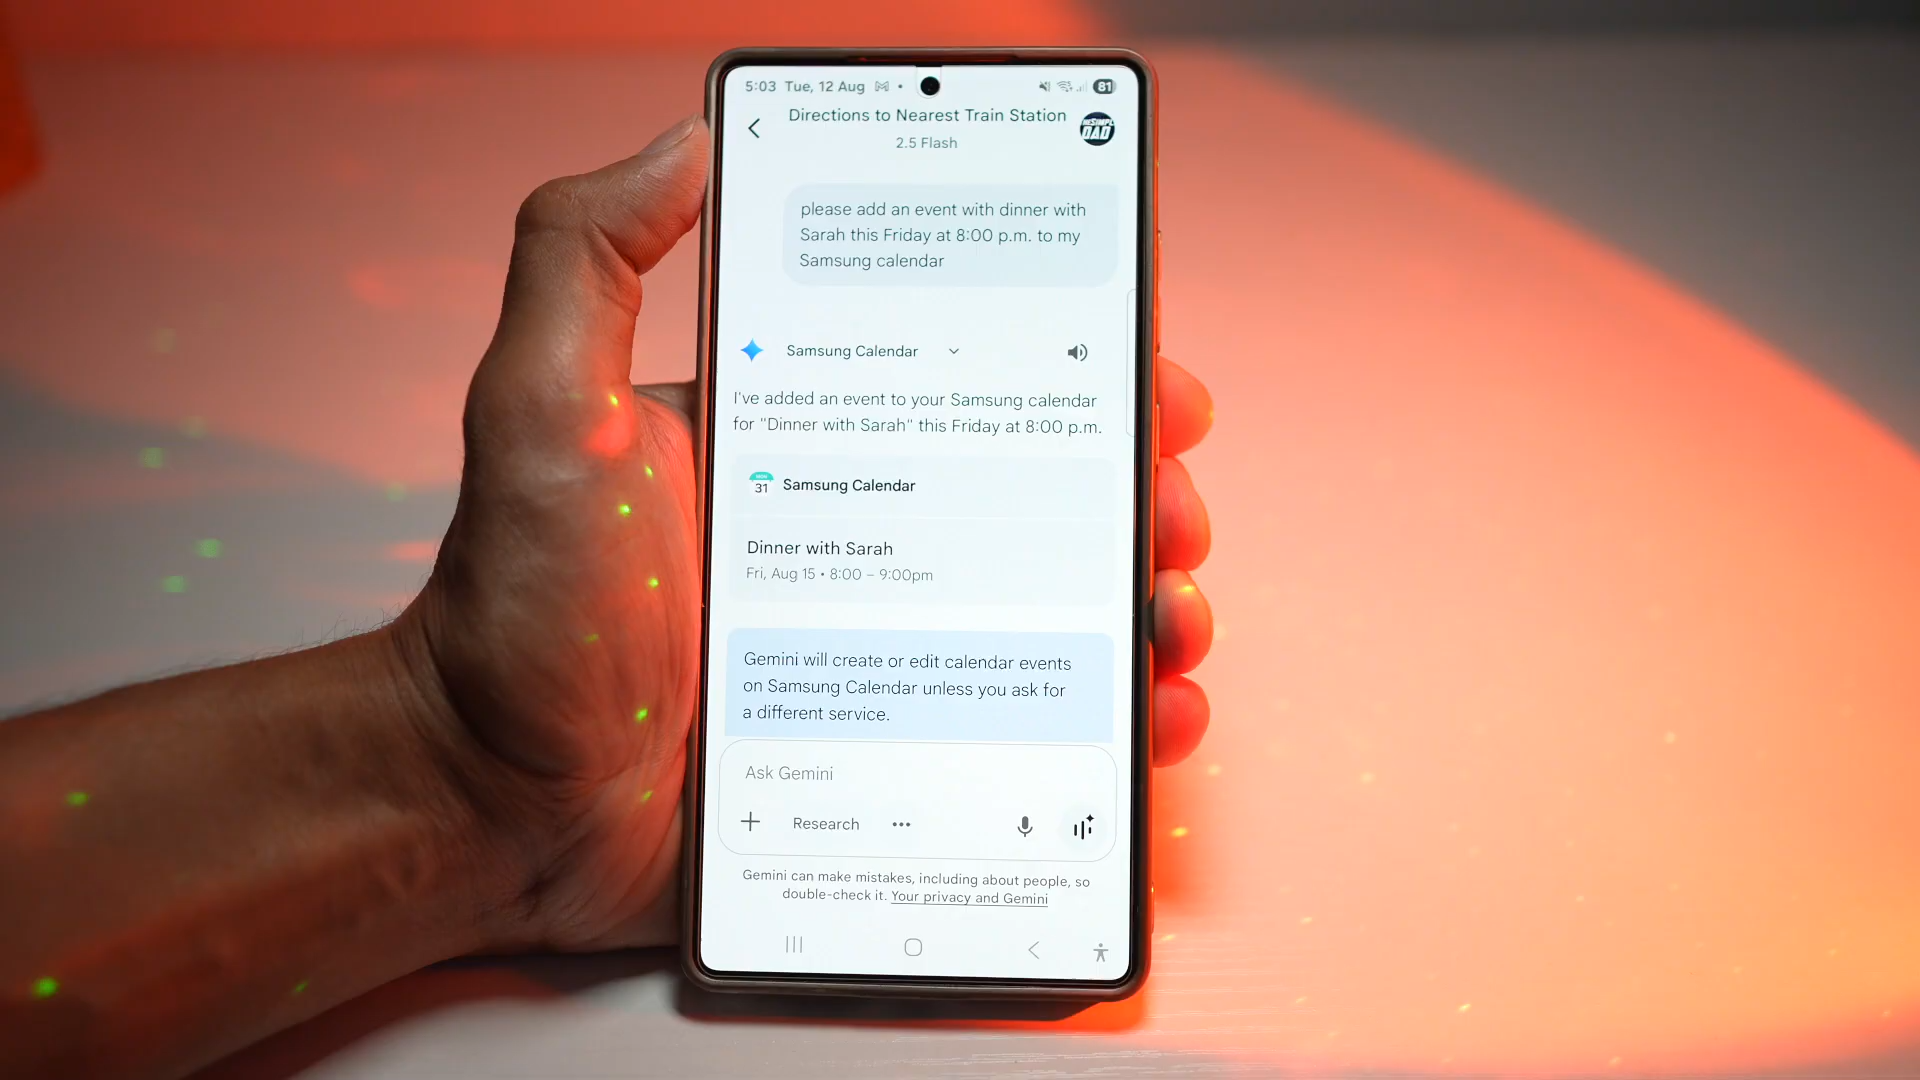 5:03 Tue, 12 Aug
81
Directions to Nearest Train Station
2.5 Flash
DAD
please add an event with dinner with
Sarah this Friday at 8:00 p.m. to my
Samsung calendar
Samsung Calendar
I've added an event to your Samsung calendar
for "Dinner with Sarah" this Friday at 8:00 p.m.
31
Samsung Calendar
Dinner with Sarah
Fri, Aug 15 • 8:00 – 9:00pm
Gemini will create or edit calendar events
on Samsung Calendar unless you ask for
a different service.
Ask Gemini
Research
Gemini can make mistakes, including about people, so
double-check it. Your privacy and Gemini